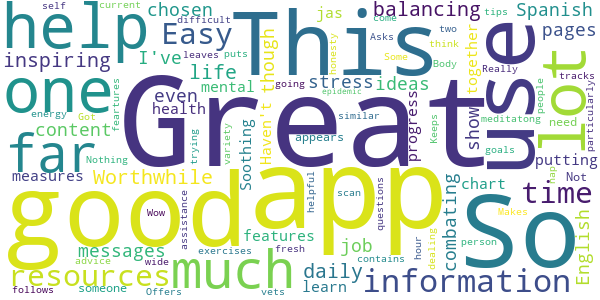 self
current
difficult
two
tips
Spanish
help
This
chosen
jas
balancing
come
pages
inspiring
Easy
leaves
honesty
Asks
think
Some
Body
Really
I've
puts
one
life
Haven't though
stress
ideas
together
use
lot
tracks
people
particularly
mental
going
even
health
energy
Got
epidemic
similar
meditatong
far
content
feartures
Great
Keeps
goals
need
nap
Nothing
trying
variety
Soothing
appears
progress
show
putting
measures
Worthwhile
scan
questions
Not
chart
Wow
good
app
So
time
assistance
helpful
combating
Makes
English
messages
features
job
hour
dealing
person
advice
wide
exercises
fresh
contains
resources
much
daily
information
follows
someone
Offers
vets
learn